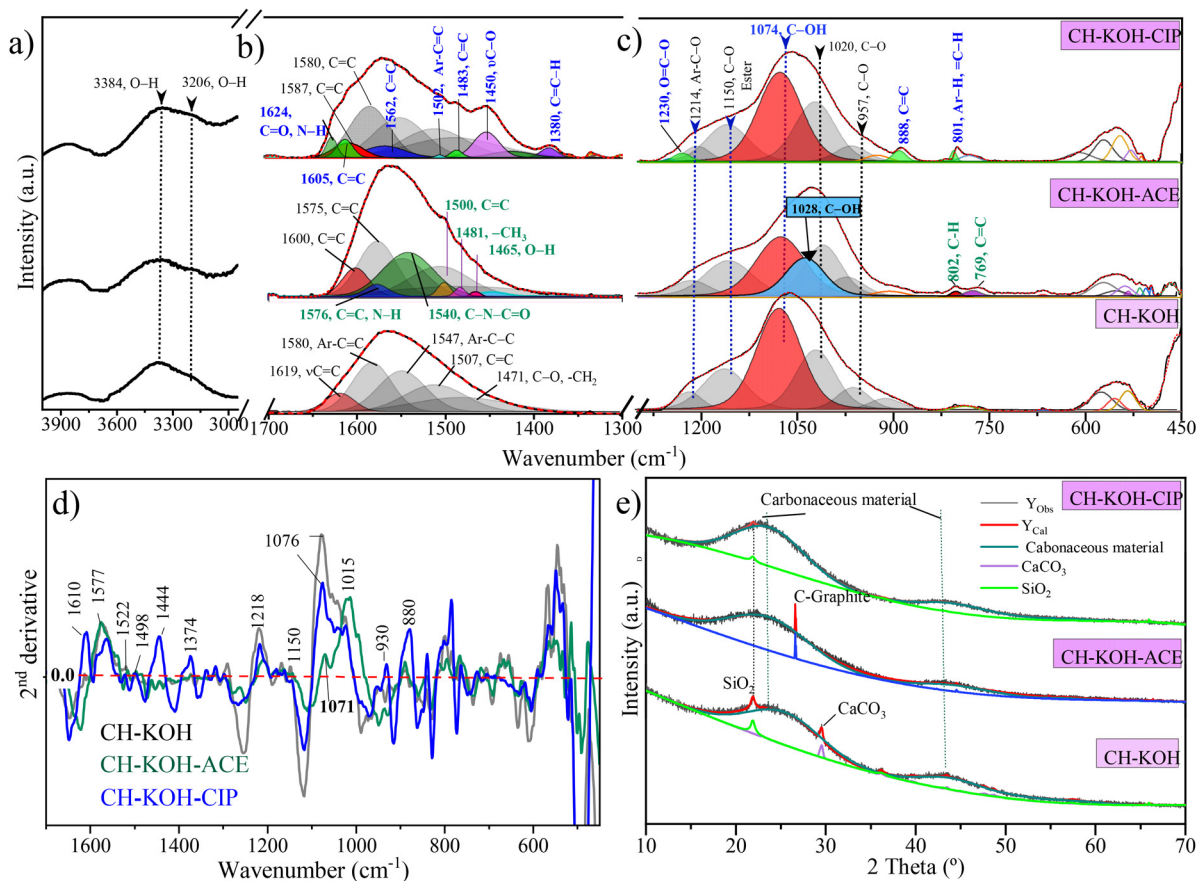 a)
3384, O–H
3206, O–H
Intensity (a.u.)
3900
3600
3300
3000
b)
1580, C=C
1587, C=C
1624,
C=O, N–H
1562, C=C
1502, Ar-C=C
1483, C=C
1450, νC–O
1380, C=C-H
1605, C=C
1575, C=C
1600, C=C
1500, C=C
1481, –CH3
1465, O–H
1576, C=C, N–H
1540, C–N–C=O
1580, Ar-C=C
1619, νC=C
1547, Ar-C–C
1507, C=C
1471, C–O, -CH2
1700
1600
1500
1400
1300
c)
1230, O=C–O
1214, Ar-C–O
1150, C–O
Ester
1074, C–OH
1020, C–O
957, C–O
888, C=C
801, Ar–H, =C-H
CH-KOH-CIP
1028, C–OH
802, C-H
769, C=C
CH-KOH-ACE
CH-KOH
1200
1050
900
750
600
450
Wavenumber (cm-1)
d)
2nd derivative
0.0
1610
1577
1522
1498
1444
1374
1218
1150
1076
1071
1015
930
880
CH-KOH
CH-KOH-ACE
CH-KOH-CIP
1600
1400
1200
1000
800
600
Wavenumber (cm-1)
e)
Carbonaceous material
CH-KOH-CIP
YObs
YCal
Cabonaceous material
CaCO3
SiO2
D
C-Graphite
CH-KOH-ACE
SiO2
CaCO3
CH-KOH
Intensity (a.u.)
10
20
30
40
50
60
70
2 Theta (º)